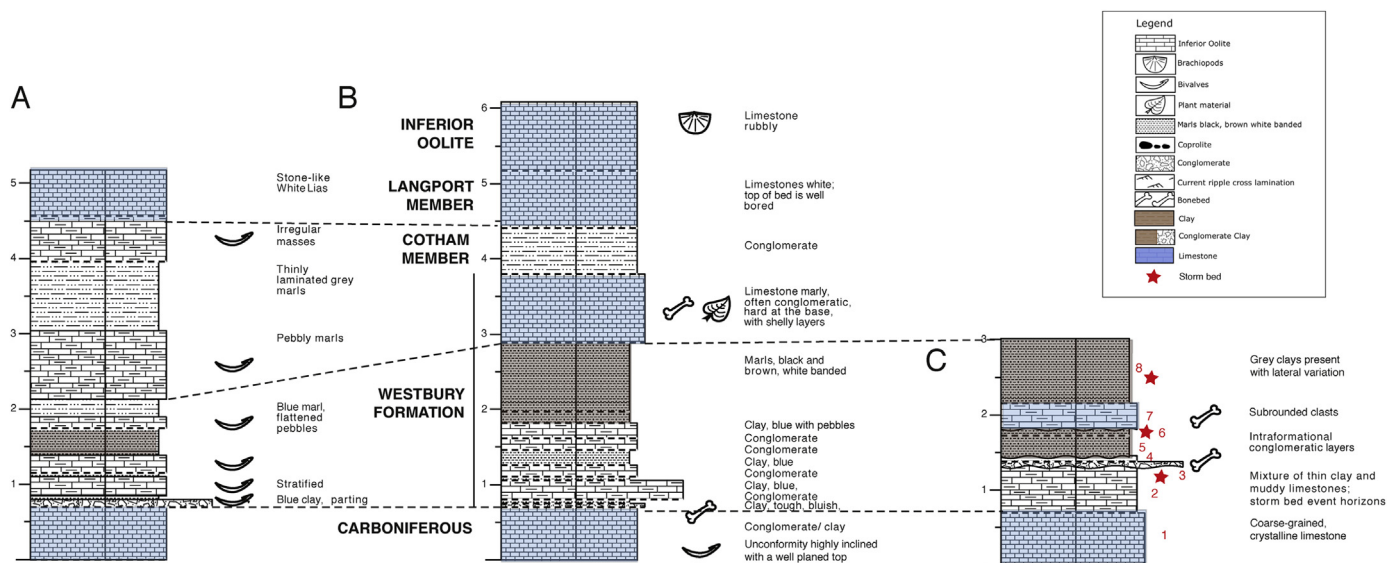 A
5
4
3
2
1
Stone-like
White Lias
Irregular
masses
Thinly
laminated grey
marls
Pebbly marls
Blue marl,
flattened
pebbles
Stratified
Blue clay, parting
B
INFERIOR
OOLITE
LANGPORT
MEMBER
COTHAM
MEMBER
WESTBURY
FORMATION
CARBONIFEROUS
6
5
4
3
2
1
Limestone
rubbly
Limestones white;
top of bed is well
bored
Conglomerate
Limestone marly,
often conglomeratic,
hard at the base,
with shelly layers
Marls, black and
brown, white banded
Clay, blue with pebbles
Conglomerate
Clay, blue
Conglomerate
Clay, blue,
Conglomerate
Clay, tough, bluish,
Conglomerate/ clay
Unconformity highly inclined
with a well planed top
C
3
2
1
8
7
6
5
4
3
2
1
Grey clays present
with lateral variation
Subrounded clasts
Intraformational
conglomeratic layers
Mixture of thin clay and
muddy limestones;
storm bed event horizons
Coarse-grained,
crystalline limestone
Legend
Inferior Oolite
Brachiopods
Bivalves
Plant material
Marls black, brown white banded
Coprolite
Conglomerate
Current ripple cross lamination
Bonebed
Clay
Conglomerate Clay
Limestone
Storm bed